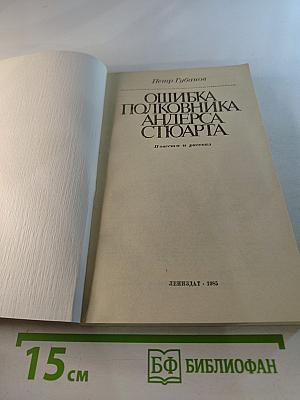 Петр Губанов
ОШИБКА
ПОЛКОВНИКА
АНДЕРСА
СТЮАРТА
Повести и рассказ
ЛЕНИЗДАТ · 1985
15 см
БФ БИБЛИОФАН